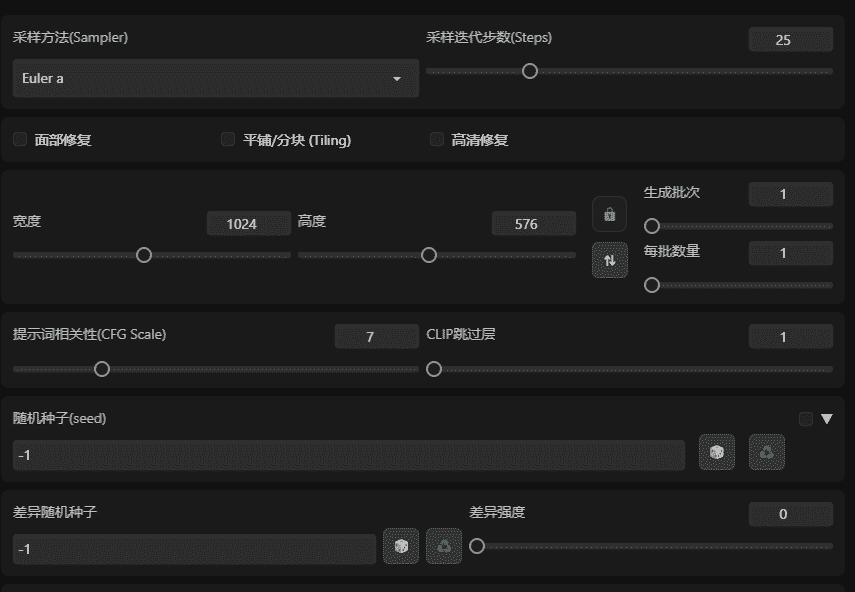 采样方法(Sampler)
采样迭代步数(Steps)
25
Euler a
面部修复
平铺/分块 (Tiling)
高清修复
宽度
1024
高度
576
生成批次
1
每批数量
1
提示词相关性(CFG Scale)
7
CLIP跳过层
1
随机种子(seed)
-1
差异随机种子
-1
差异强度
0